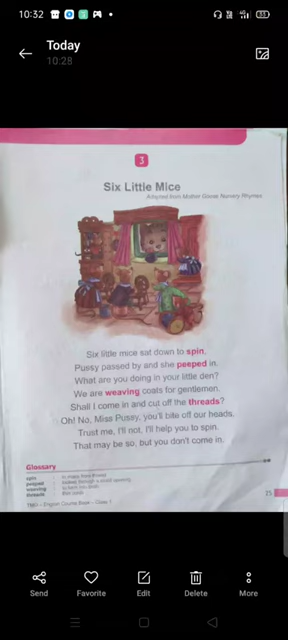 10:32
Today
10:28
3
Six Little Mice
Adapted from Mother Goose Nursery Rhymes
Six little mice sat down to spin,
Pussy passed by and she peeped in.
What are you doing in your little den?
We are weaving coats for gentlemen.
Shall I come in and cut off the threads?
Oh! No, Miss Pussy, you'll bite off our heads.
Trust me, I'll not, I'll help you to spin.
That may be so, but you don't come in.
Glossary
spin
peeped
weaving
threads
English Course Book - Class
Send Favorite Edit Delete More